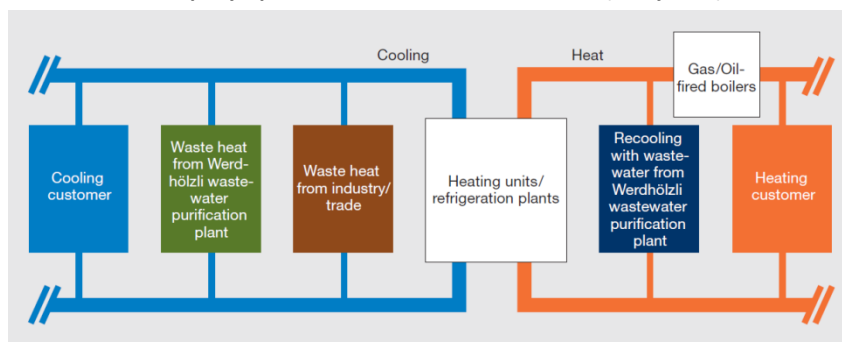 Cooling
Heat
Gas/Oil-
fired boilers
Cooling
customer
Waste heat
from Werd-
hölzli waste-
water
purification
plant
Waste heat
from industry/
trade
Heating units/
refrigeration plants
Recooling
with waste-
water from
Werdhölzli
wastewater
purification
plant
Heating
customer